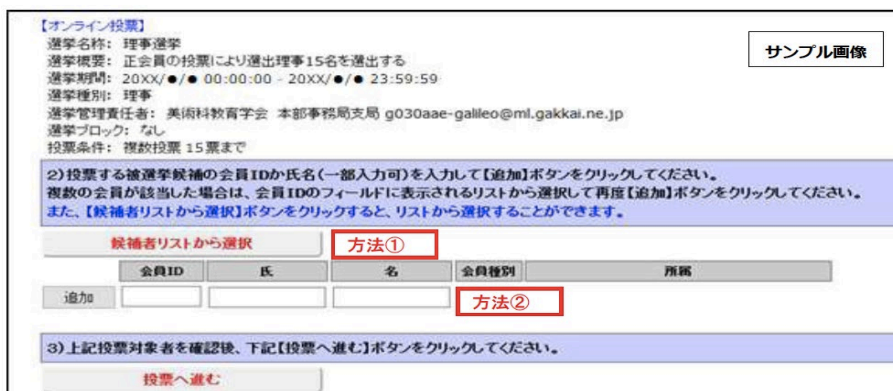 【オンライン投票】
選挙名称: 理事選挙
サンプル画像
選挙概要: 正会員の投票により選出理事15名を選出する
選挙期間: 20XX/●/● 00:00:00 - 20XX/●/● 23:59:59
選挙種別: 理事
選挙管理責任者: 美術科教育学会 本部事務局支局 g030aae-galileo@ml.gakkai.ne.jp
選挙ブロック: なし
投票条件: 複数投票 15票まで
2)投票する被選挙候補の会員IDか氏名(一部入力可)を入力して【追加】ボタンをクリックしてください。
複数の会員が該当した場合は、会員IDのフィールドに表示されるリストから選択して再度【追加】ボタンをクリックしてください。
また、【候補者リストから選択】ボタンをクリックすると、リストから選択することができます。
候補者リストから選択 方法①
会員ID 氏 名 会員種別 所属
追加 方法②
3)上記投票対象者を確認後、下記【投票へ進む】ボタンをクリックしてください。
投票へ進む